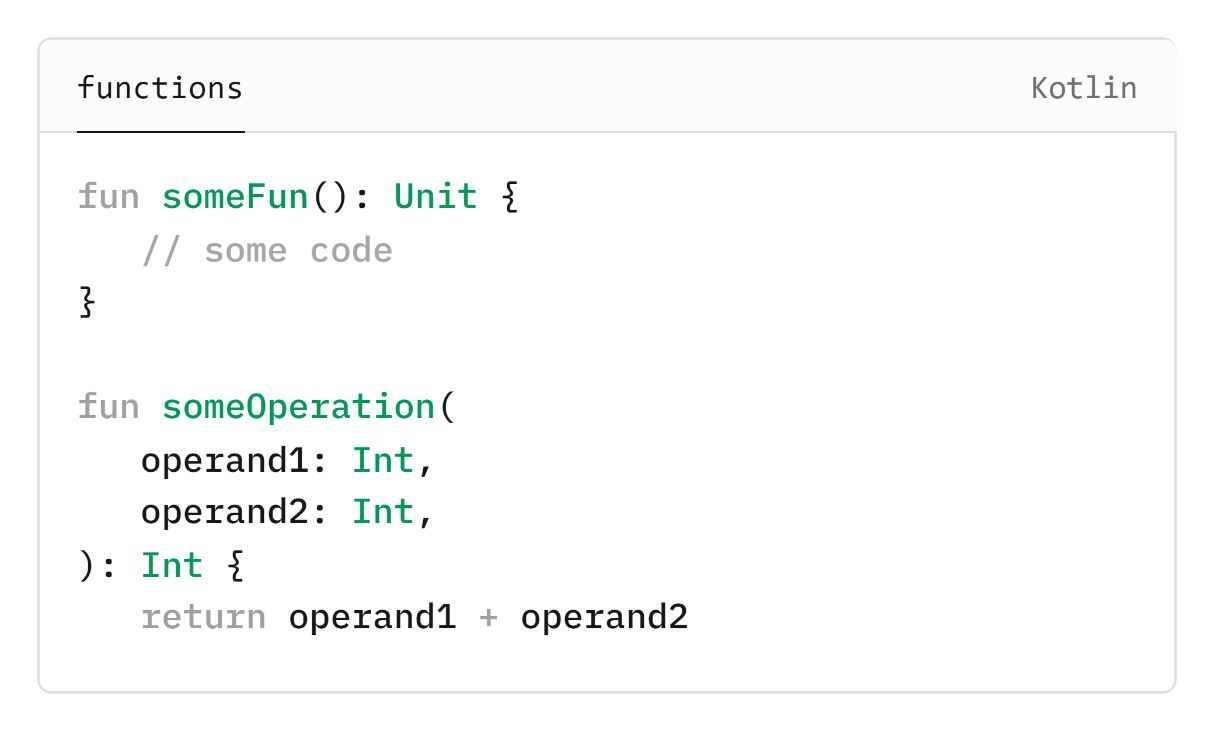 functions
Kotlin
fun someFun(): Unit {
   // some code
}
fun someOperation(
   operand1: Int,
   operand2: Int,
): Int {
   return operand1 + operand2